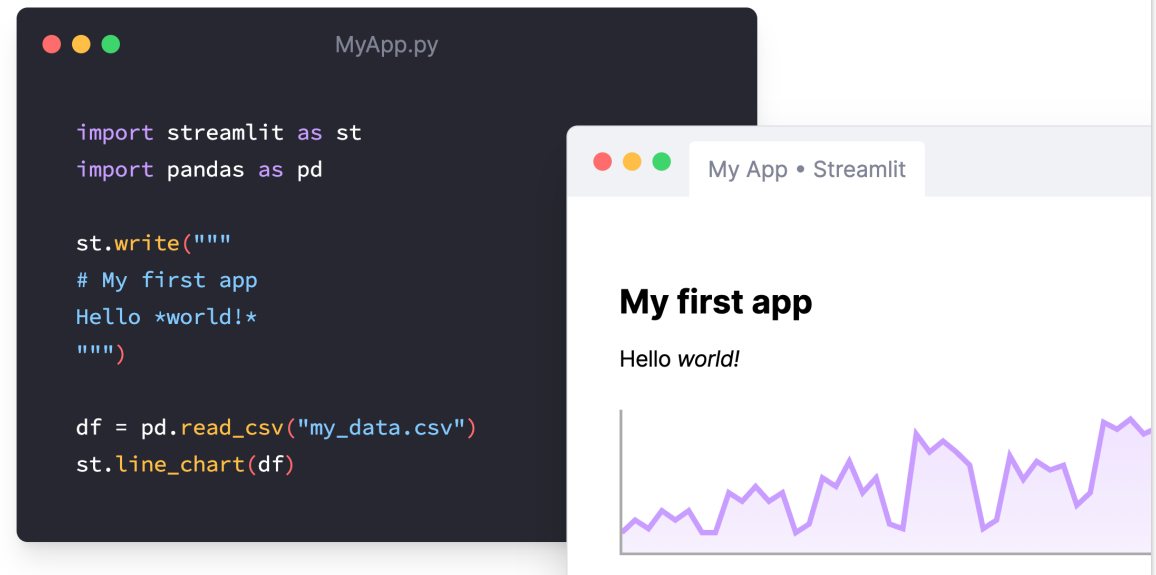 MyApp.py
import streamlit as st
import pandas as pd
st.write("""
# My first app
Hello *world!*
""")
df = pd.read_csv("my_data.csv")
st.line_chart(df)
My App • Streamlit
My first app
Hello world!